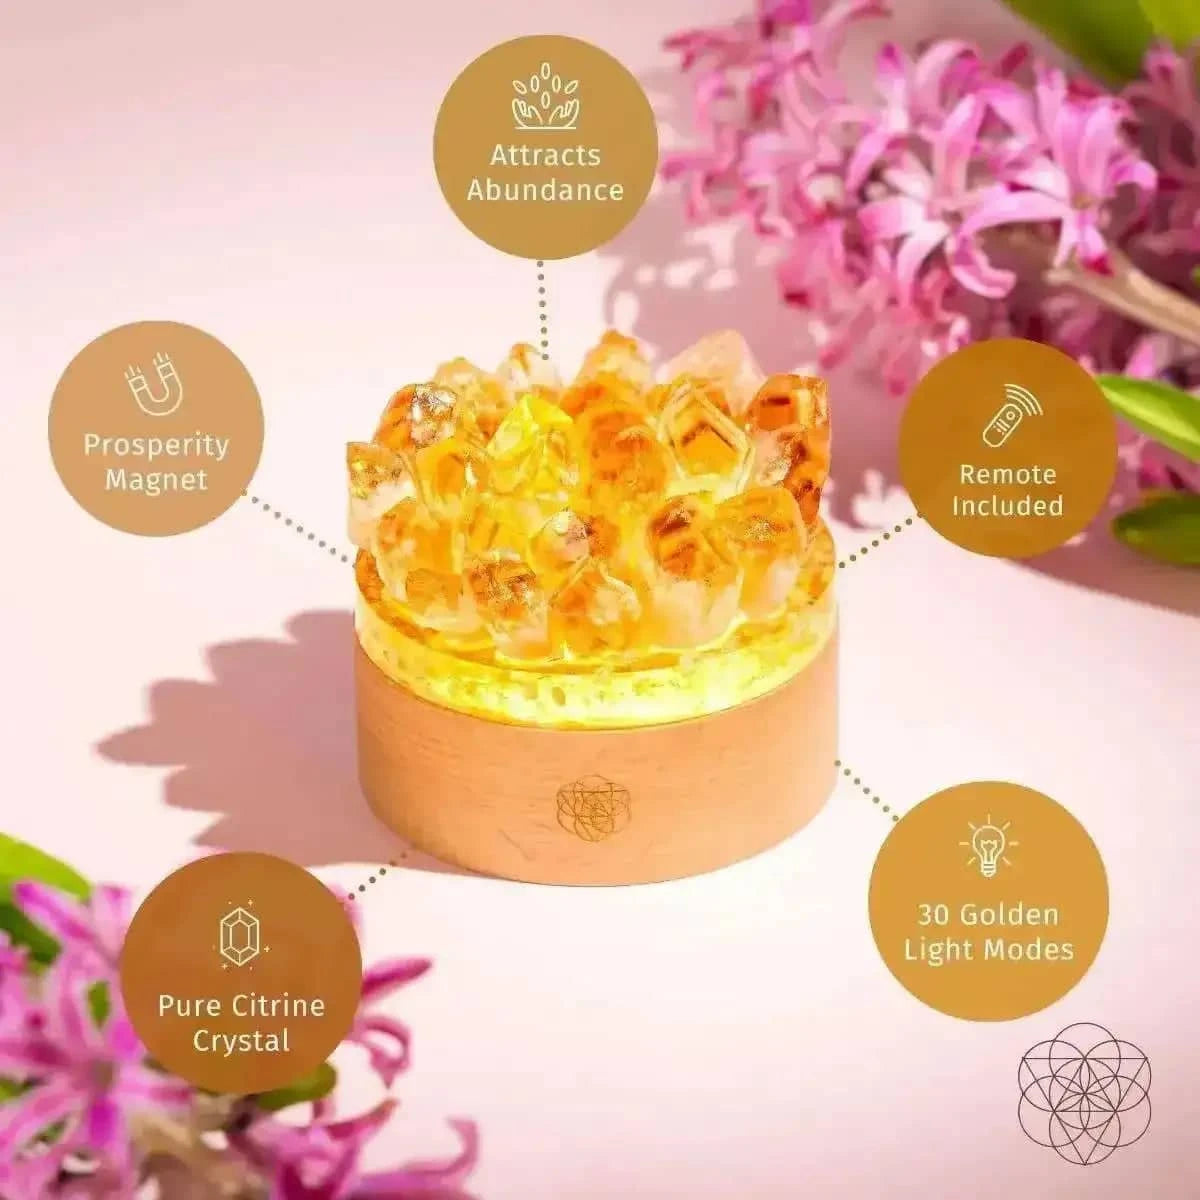 Attracts
Abundance
Prosperity
Magnet
Remote
Included
30 Golden
Light Modes
Pure Citrine
Crystal